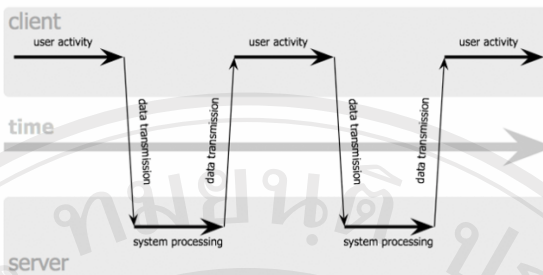 client
user activity
user activity
user activity
data transmission
data transmission
data transmission
data transmission
time
system processing
system processing
server